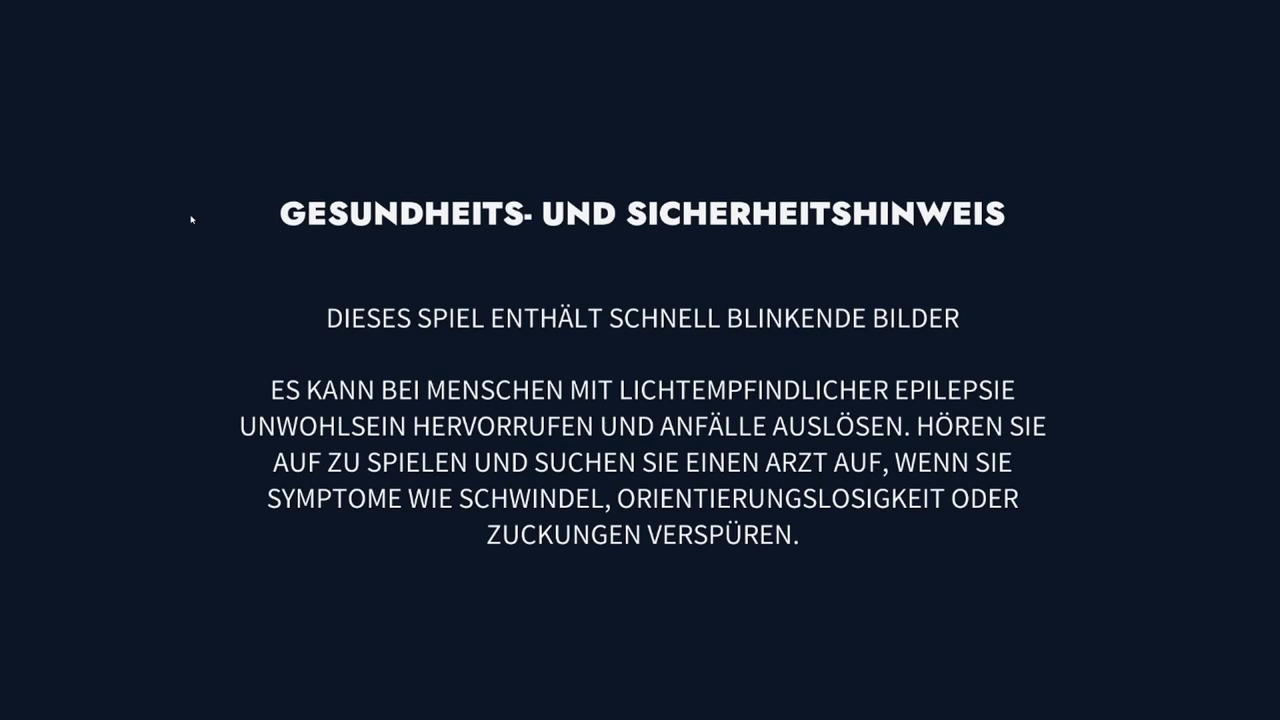 GESUNDHEITS- UND SICHERHEITSHINWEIS
DIESES SPIEL ENTHÄLT SCHNELL BLINKENDE BILDER
ES KANN BEI MENSCHEN MIT LICHTEMPFINDLICHER EPILEPSIE
UNWOHLSEIN HERVORRUFEN UND ANFÄLLE AUSLÖSEN. HÖREN SIE
AUF ZU SPIELEN UND SUCHEN SIE EINEN ARZT AUF, WENN SIE
SYMPTOME WIE SCHWINDEL, ORIENTIERUNGSLOSIGKEIT ODER
ZUCKUNGEN VERSPÜREN.